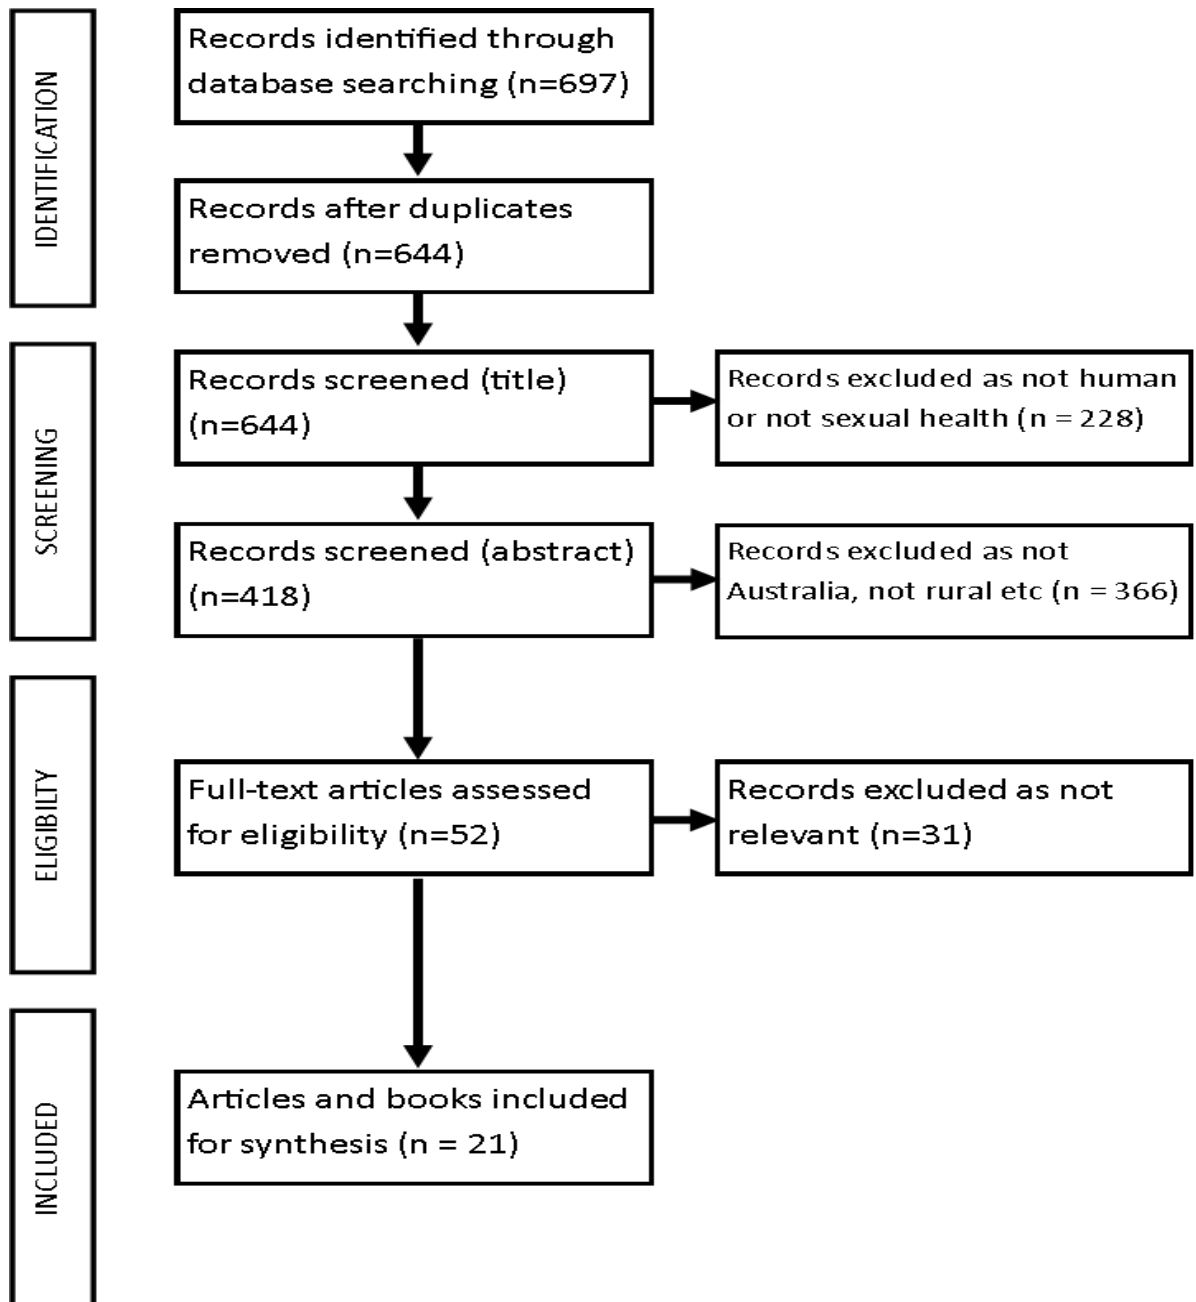 IDENTIFICATION
Records identified through
database searching (n=697)
Records after duplicates
removed (n=644)
SCREENING
Records screened (title)
(n=644)
Records excluded as not human
or not sexual health (n = 228)
Records screened (abstract)
(n=418)
Records excluded as not
Australia, not rural etc (n = 366)
ELIGIBILTY
Full-text articles assessed
for eligibility (n=52)
Records excluded as not
relevant (n=31)
INCLUDED
Articles and books included
for synthesis (n = 21)